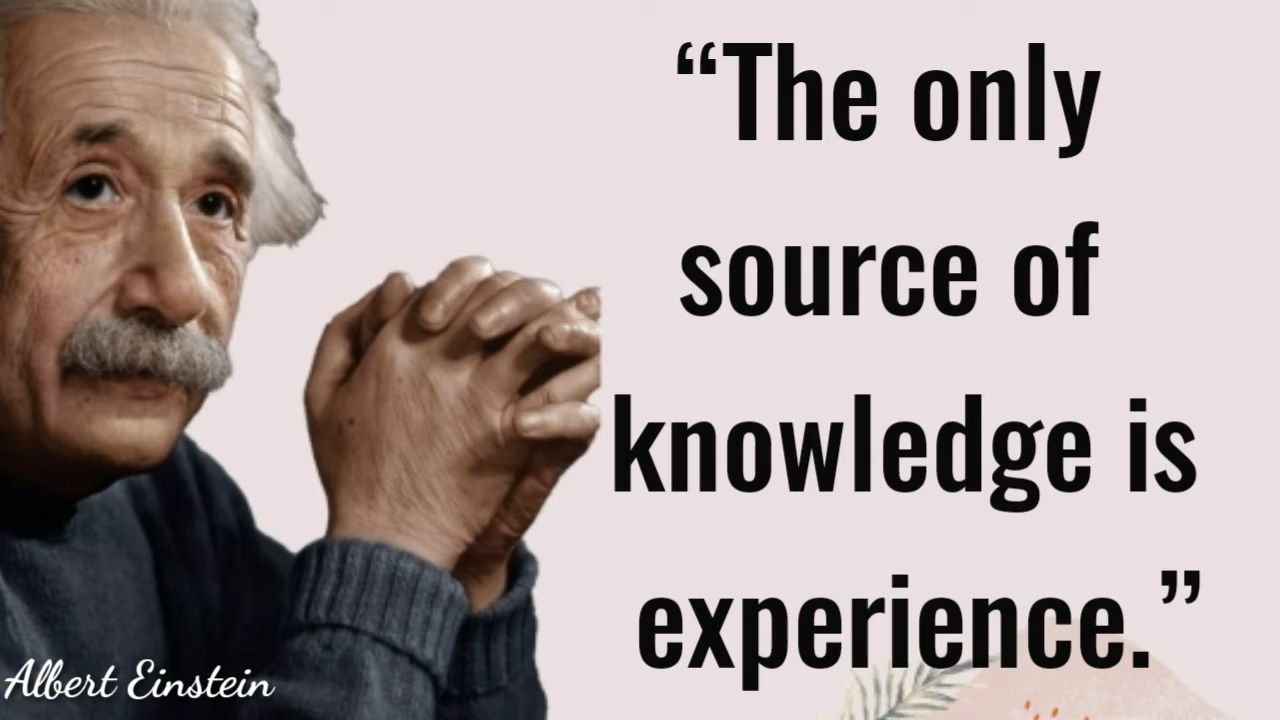 “The only
source of
knowledge is
experience.”
Albert Einstein